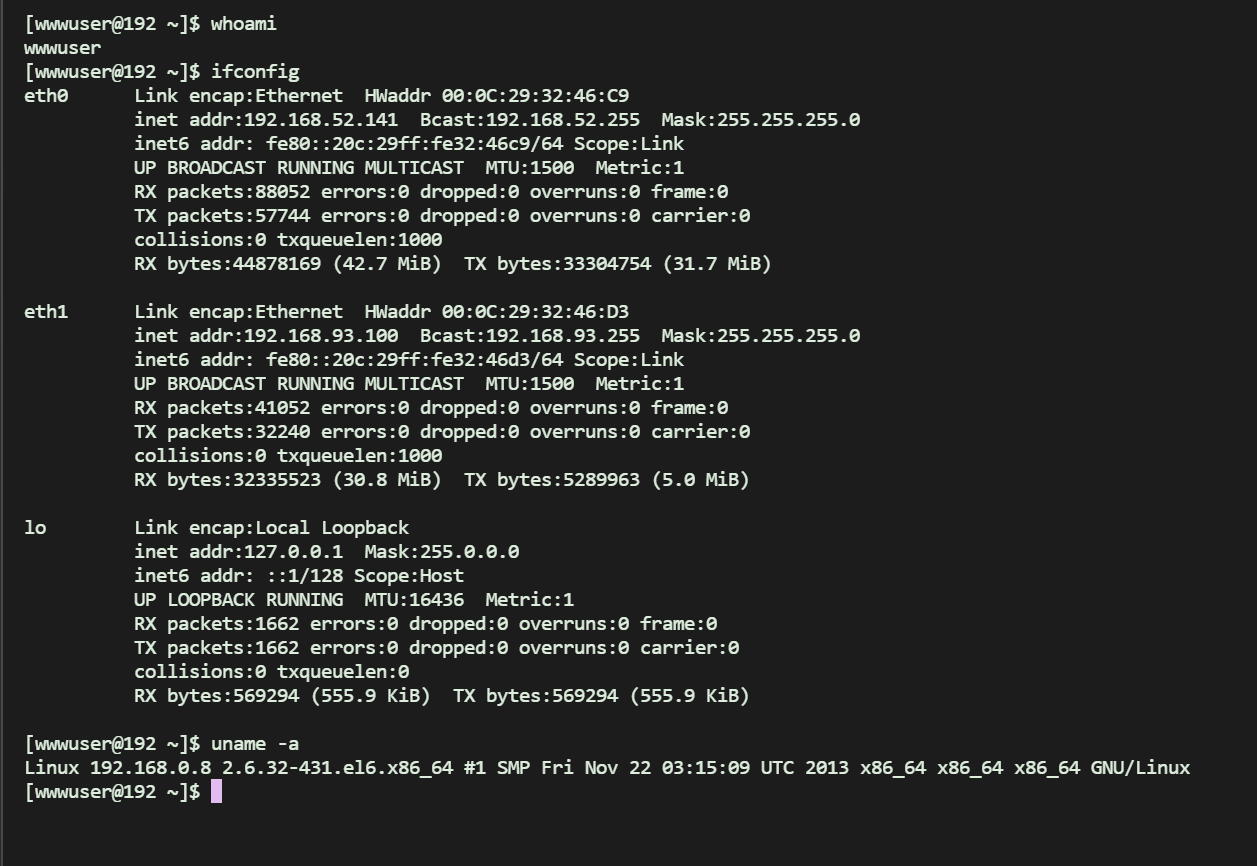 [wwwuser@192 ~]$ whoami
wwwuser
[wwwuser@192 ~]$ ifconfig
eth0      Link encap:Ethernet  HWaddr 00:0C:29:32:46:C9
          inet addr:192.168.52.141  Bcast:192.168.52.255  Mask:255.255.255.0
          inet6 addr: fe80::20c:29ff:fe32:46c9/64 Scope:Link
          UP BROADCAST RUNNING MULTICAST  MTU:1500  Metric:1
          RX packets:88052 errors:0 dropped:0 overruns:0 frame:0
          TX packets:57744 errors:0 dropped:0 overruns:0 carrier:0
          collisions:0 txqueuelen:1000
          RX bytes:44878169 (42.7 MiB)  TX bytes:33304754 (31.7 MiB)

eth1      Link encap:Ethernet  HWaddr 00:0C:29:32:46:D3
          inet addr:192.168.93.100  Bcast:192.168.93.255  Mask:255.255.255.0
          inet6 addr: fe80::20c:29ff:fe32:46d3/64 Scope:Link
          UP BROADCAST RUNNING MULTICAST  MTU:1500  Metric:1
          RX packets:41052 errors:0 dropped:0 overruns:0 frame:0
          TX packets:32240 errors:0 dropped:0 overruns:0 carrier:0
          collisions:0 txqueuelen:1000
          RX bytes:32335523 (30.8 MiB)  TX bytes:5289963 (5.0 MiB)

lo        Link encap:Local Loopback
          inet addr:127.0.0.1  Mask:255.0.0.0
          inet6 addr: ::1/128 Scope:Host
          UP LOOPBACK RUNNING  MTU:16436  Metric:1
          RX packets:1662 errors:0 dropped:0 overruns:0 frame:0
          TX packets:1662 errors:0 dropped:0 overruns:0 carrier:0
          collisions:0 txqueuelen:0
          RX bytes:569294 (555.9 KiB)  TX bytes:569294 (555.9 KiB)

[wwwuser@192 ~]$ uname -a
Linux 192.168.0.8 2.6.32-431.el6.x86_64 #1 SMP Fri Nov 22 03:15:09 UTC 2013 x86_64 x86_64 x86_64 GNU/Linux
[wwwuser@192 ~]$